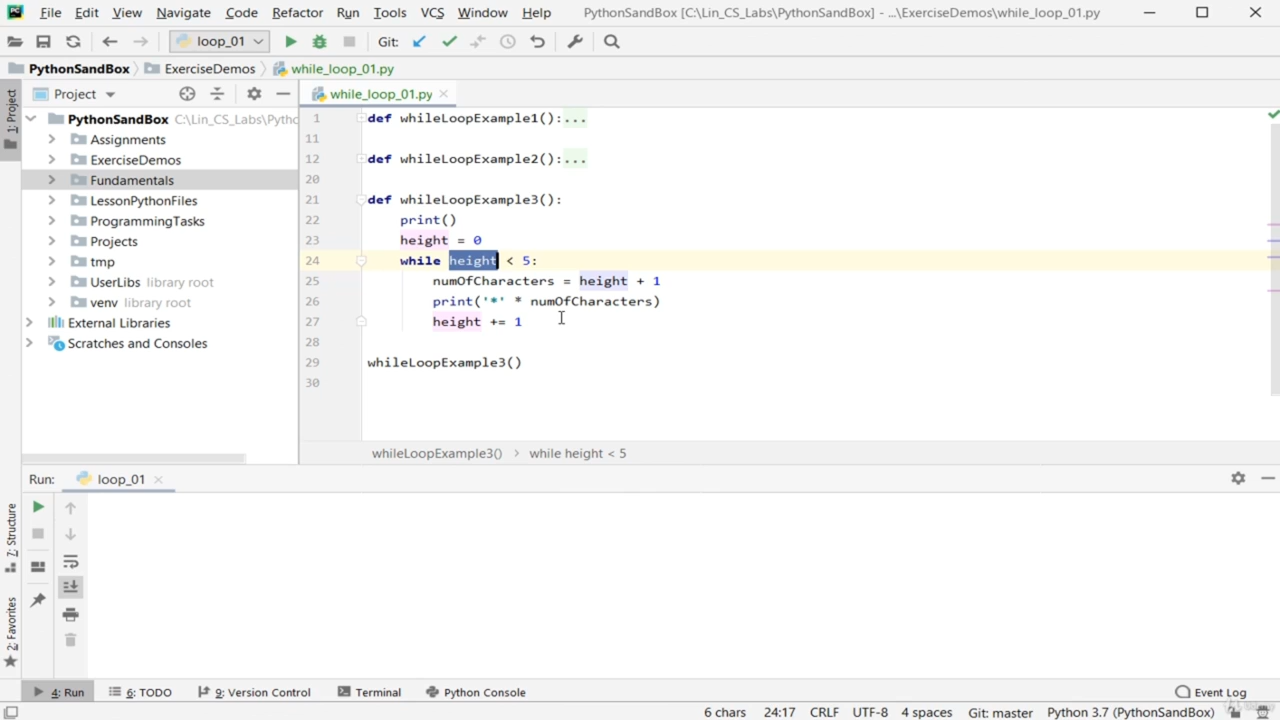 File Edit View Navigate Code Refactor Run Tools VCS Window Help PythonSandBox [C:\Lin_CS_Labs\PythonSandBox] - ...\ExerciseDemos\while_loop_01.py
loop_01 Git:
PythonSandBox ExerciseDemos while_loop_01.py
1: Project
Project
PythonSandBox C:\Lin_CS_Labs\Pytho
Assignments
ExerciseDemos
Fundamentals
LessonPythonFiles
ProgrammingTasks
Projects
tmp
UserLibs library root
venv library root
External Libraries
Scratches and Consoles
while_loop_01.py
1 def whileLoopExample1():...
11
12 def whileLoopExample2():...
20
21 def whileLoopExample3():
22 print()
23 height = 0
24 while height < 5:
25 numOfCharacters = height + 1
26 print('*' * numOfCharacters)
27 height += 1
28
29 whileLoopExample3()
30
whileLoopExample3() › while height < 5
Run: loop_01
Z: Structure
2: Favorites
4: Run 6: TODO 9: Version Control Terminal Python Console Event Log
6 chars 24:17 CRLF UTF-8 4 spaces Git: master Python 3.7 (PythonSandBox)